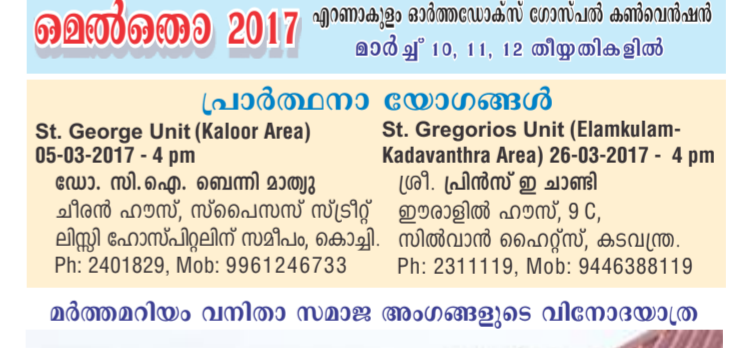 മെൽതൊ 2017
എറണാകുളം ഓർത്തഡോക്സ് ഗോസ്പൽ കൺവെൻഷൻ
മാർച്ച് 10, 11, 12 തീയ്യതികളിൽ
പ്രാർത്ഥനാ യോഗങ്ങൾ
St. George Unit (Kaloor Area)
05-03-2017 - 4 pm
ഡോ. സി.ഐ. ബെന്നി മാത്യു
ചീരൻ ഹൗസ്, സ്പൈസസ് സ്ട്രീറ്റ്
ലിസ്സി ഹോസ്പിറ്റലിന് സമീപം, കൊച്ചി.
Ph: 2401829, Mob: 9961246733
St. Gregorios Unit (Elamkulam-
Kadavanthra Area) 26-03-2017 - 4 pm
ശ്രീ. പ്രിൻസ് ഇ ചാണ്ടി
ഈരാളിൽ ഹൗസ്, 9 C,
സിൽവാൻ ഹൈറ്റ്സ്, കടവന്ത്ര.
Ph: 2311119, Mob: 9446388119
മർത്തമറിയം വനിതാ സമാജ അംഗങ്ങളുടെ വിനോദയാത്ര